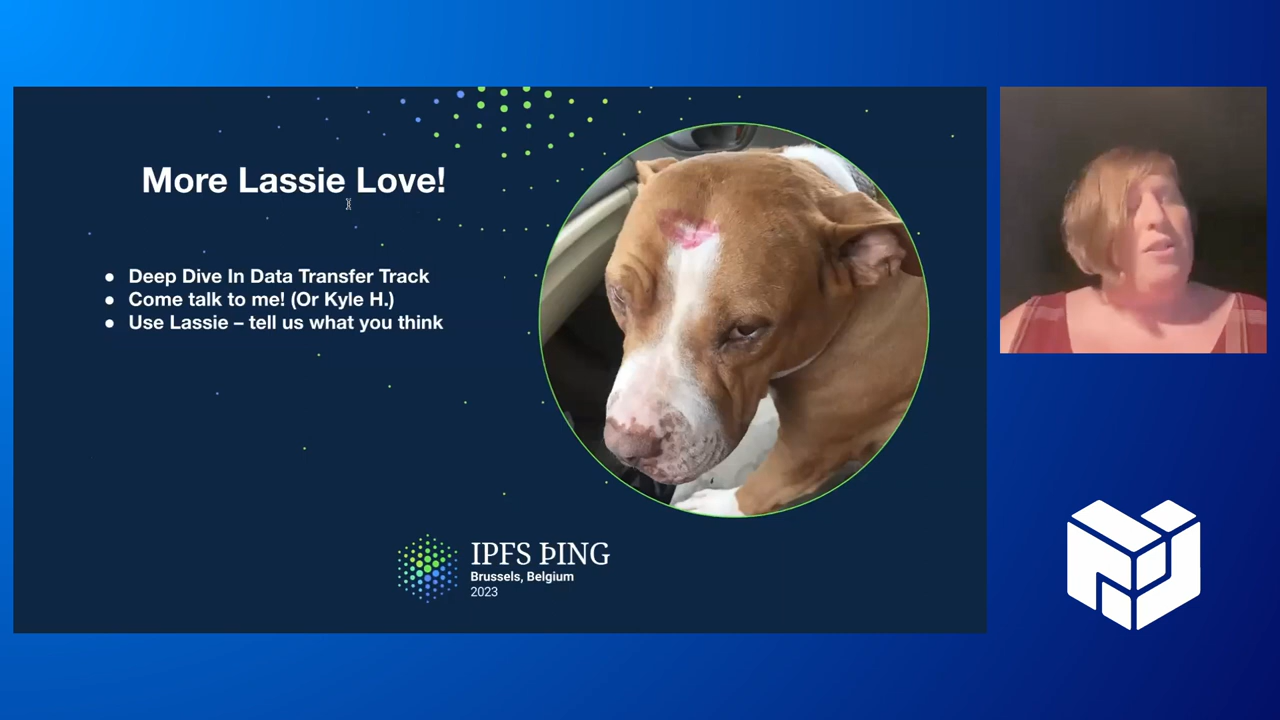 More Lassie Love!
● Deep Dive In Data Transfer Track
● Come talk to me! (Or Kyle H.)
● Use Lassie – tell us what you think
IPFS ÞING
Brussels, Belgium
2023